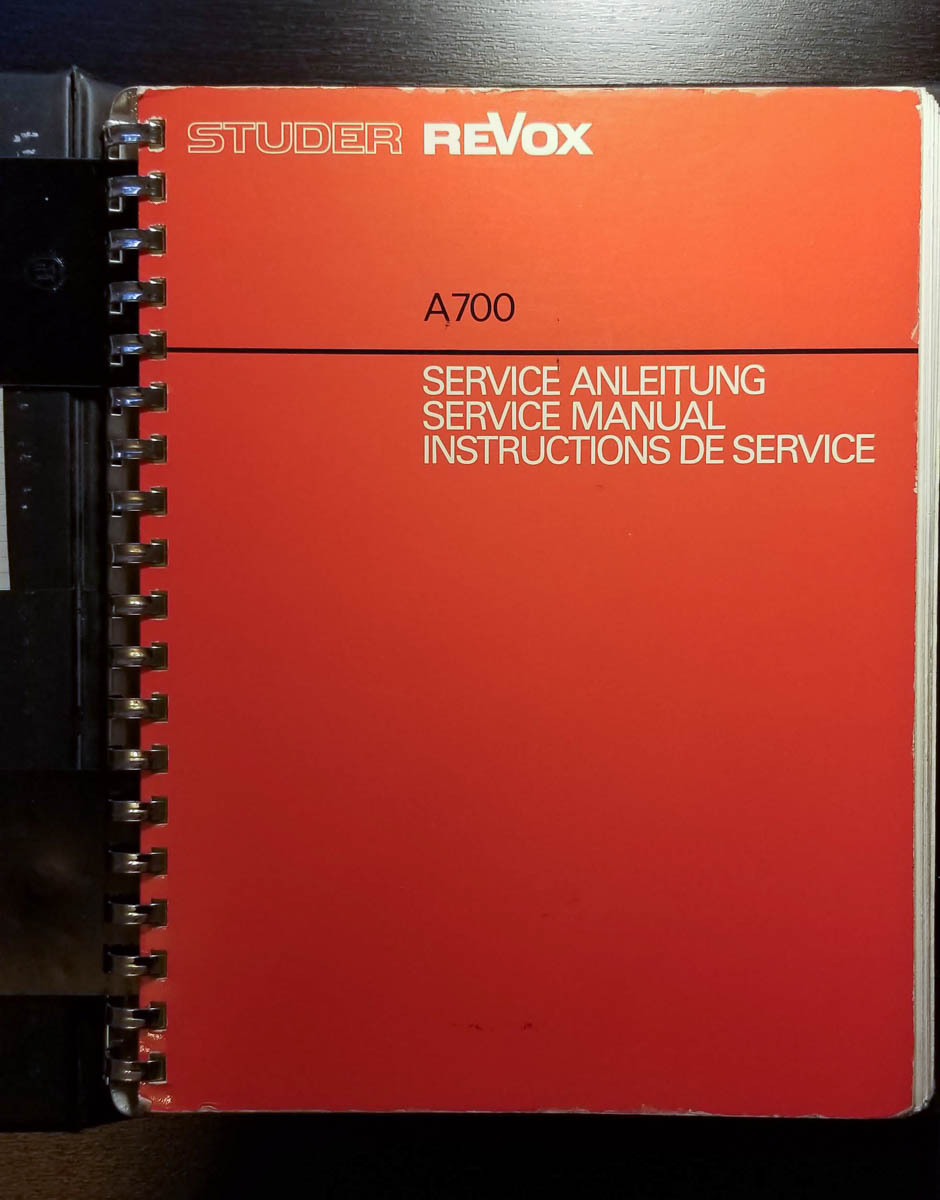 STUDER REVOX
A700
SERVICE ANLEITUNG
SERVICE MANUAL
INSTRUCTIONS DE SERVICE